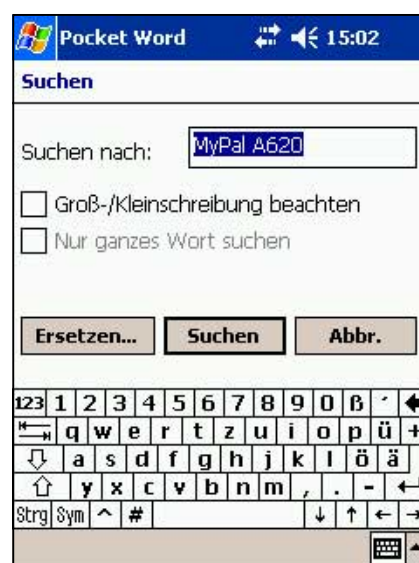 Pocket Word 15:02
Suchen
Suchen nach: MyPal A620
Groß-/Kleinschreibung beachten
Nur ganzes Wort suchen
Ersetzen... Suchen Abbr.
123 1 2 3 4 5 6 7 8 9 0 ß ´
q w e r t z u i o p ü +
a s d f g h j k l ö ä
y x c v b n m , . -
Strg Sym ^ # ↓ ↑ ← →